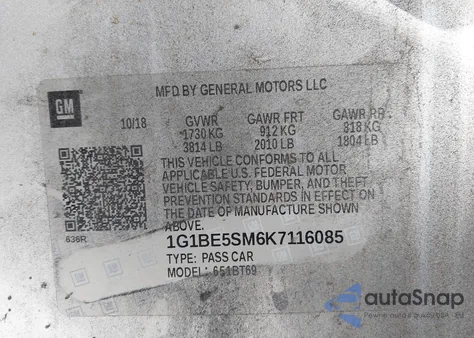 MFD BY GENERAL MOTORS LLC
GM
10/18 GVWR GAWR FRT GAWR RR
1730 KG 912 KG 818 KG
3814 LB 2010 LB 1804 LB
THIS VEHICLE CONFORMS TO ALL
APPLICABLE U.S. FEDERAL MOTOR
VEHICLE SAFETY, BUMPER, AND THEFT
PREVENTION STANDARDS IN EFFECT ON
THE DATE OF MANUFACTURE SHOWN
ABOVE.
636R
1G1BE5SM6K7116085
TYPE: PASS CAR
MODEL: 651BT69
autoSnap